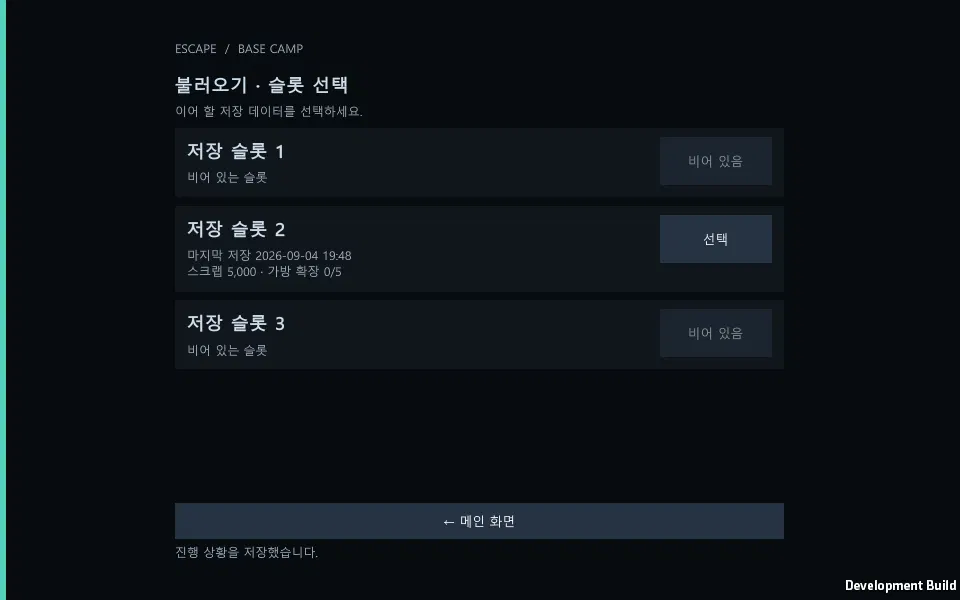 ESCAPE / BASE CAMP
불러오기 · 슬롯 선택
이어 할 저장 데이터를 선택하세요.
저장 슬롯 1
비어 있는 슬롯
비어 있음
저장 슬롯 2
마지막 저장 2026-09-04 19:48
스크랩 5,000 · 가방 확장 0/5
선택
저장 슬롯 3
비어 있는 슬롯
비어 있음
← 메인 화면
진행 상황을 저장했습니다.
Development Build